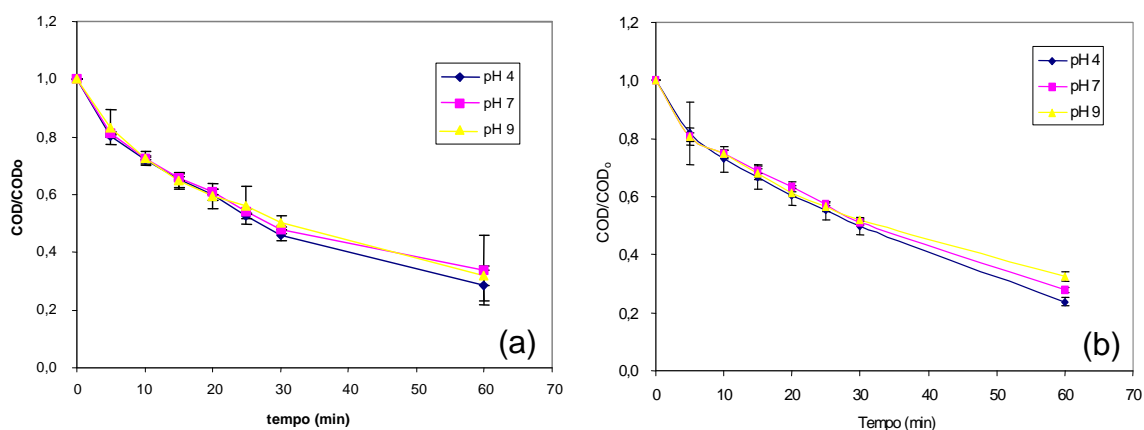 1,2
1,0
0,8
0,6
0,4
0,2
0,0
COD/CODo
0 10 20 30 40 50 60 70
tempo (min)
pH 4
pH 7
pH 9
(a)
1,2
1,0
0,8
0,6
0,4
0,2
0,0
COD/CODo
0 10 20 30 40 50 60 70
Tempo (min)
pH 4
pH 7
pH 9
(b)